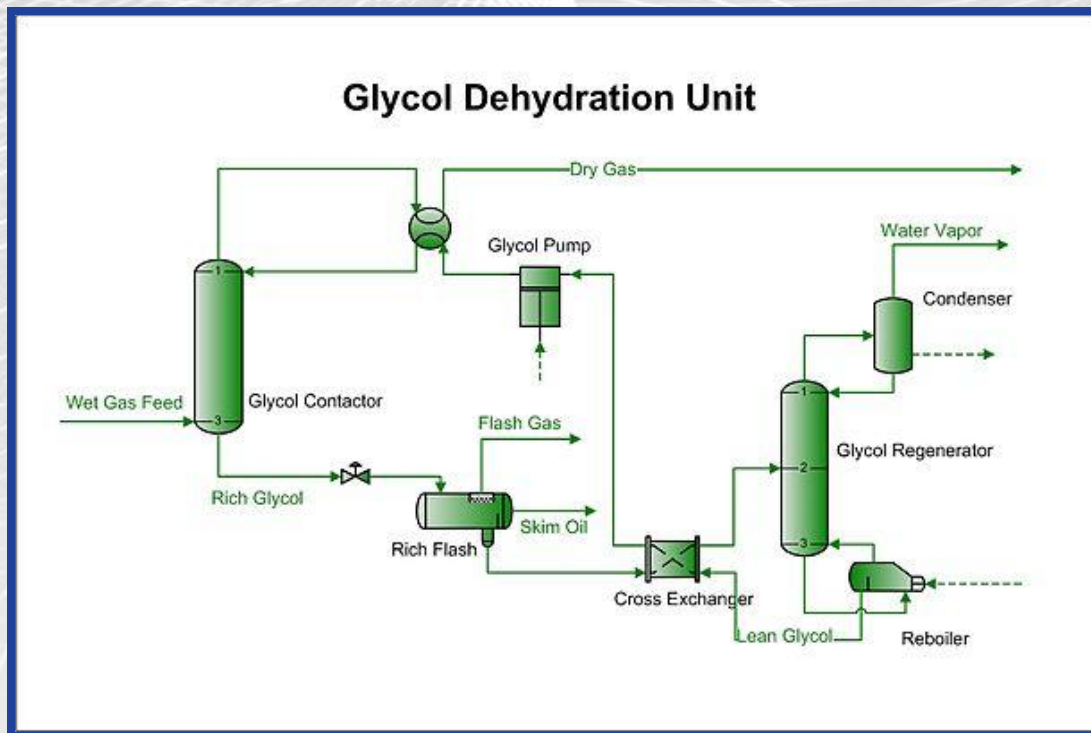 Glycol Dehydration Unit
Dry Gas
Water Vapor
Glycol Pump
Condenser
1
Wet Gas Feed
Glycol Contactor
3
1
Flash Gas
Glycol Regenerator
2
Rich Glycol
Skim Oil
Rich Flash
3
Cross Exchanger
Lean Glycol
Reboiler